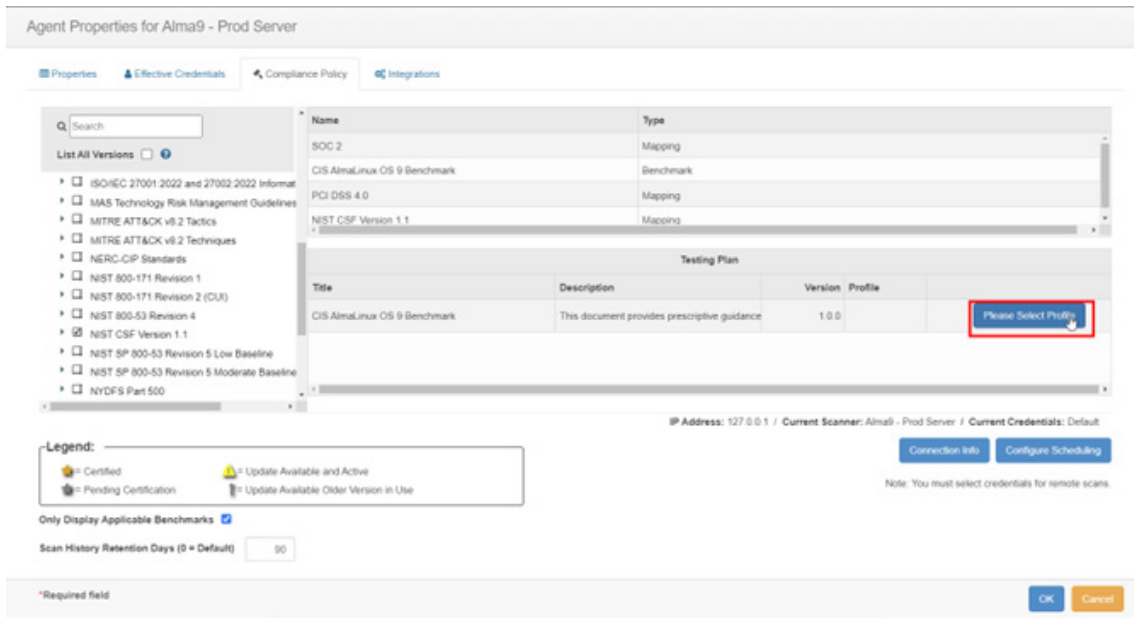 Agent Properties for Alma9 - Prod Server
Properties
Effective Credentials
Compliance Policy
Integrations
Search
List All Versions
ISO/IEC 27001:2022 and 27002:2022 Informat
MAS Technology Risk Management Guidelines
MITRE ATT&CK v8.2 Tactics
MITRE ATT&CK v8.2 Techniques
NERC-CIP Standards
NIST 800-171 Revision 1
NIST 800-171 Revision 2 (CUI)
NIST 800-53 Revision 4
NIST CSF Version 1.1
NIST SP 800-53 Revision 5 Low Baseline
NIST SP 800-53 Revision 5 Moderate Baseline
NYDFS Part 500
Name Type
SOC 2 Mapping
CIS AlmaLinux OS 9 Benchmark Benchmark
PCI DSS 4.0 Mapping
NIST CSF Version 1.1 Mapping
Testing Plan
Title Description Version Profile
CIS AlmaLinux OS 9 Benchmark This document provides prescriptive guidance 1.0.0 Please Select Profile
IP Address: 127.0.0.1 / Current Scanner: Alma9 - Prod Server / Current Credentials: Default
Connection Info Configure Scheduling
Note: You must select credentials for remote scans.
Legend:
= Certified = Update Available and Active
= Pending Certification = Update Available Older Version in Use
Only Display Applicable Benchmarks
Scan History Retention Days (0 = Default) 90
*Required field
OK Cancel